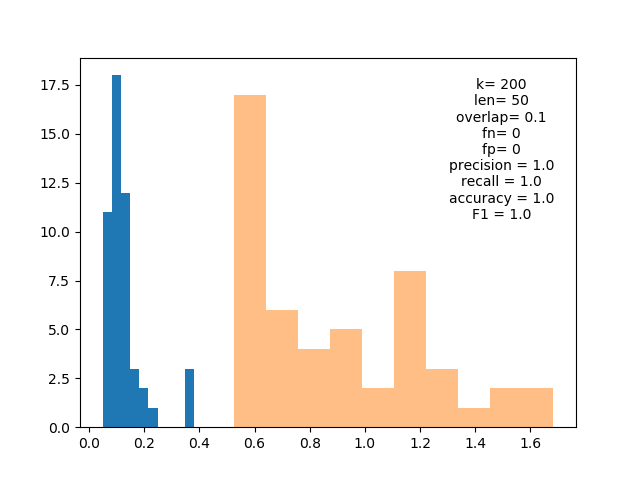 17.5
15.0
12.5
10.0
7.5
5.0
2.5
0.0
k= 200
len= 50
overlap= 0.1
fn= 0
fp= 0
precision = 1.0
recall = 1.0
accuracy = 1.0
F1 = 1.0
0.0 0.2 0.4 0.6 0.8 1.0 1.2 1.4 1.6